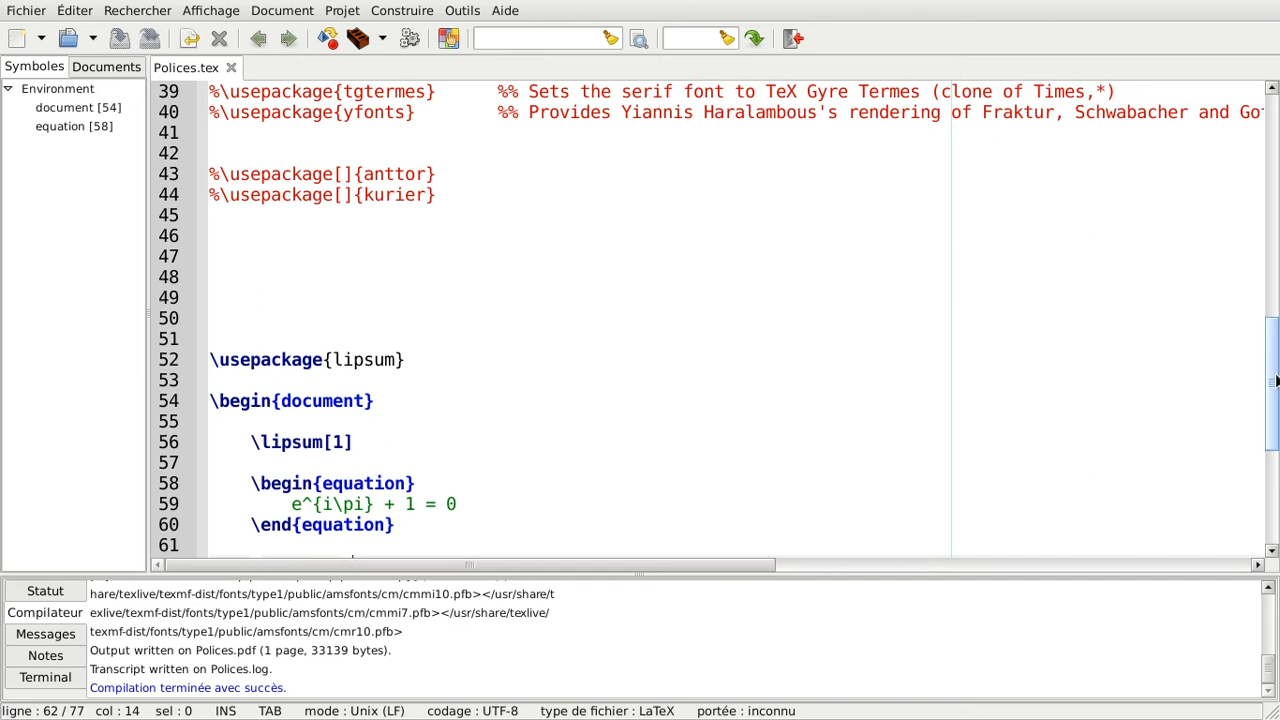 Fichier Éditer Rechercher Affichage Document Projet Construire Outils Aide
Symboles Documents Polices.tex
Environment
document [54]
equation [58]
39 %\usepackage{tgtermes} %% Sets the serif font to TeX Gyre Termes (clone of Times,*)
40 %\usepackage{yfonts} %% Provides Yiannis Haralambous's rendering of Fraktur, Schwabacher and Go
41
42
43 %\usepackage[]{anttor}
44 %\usepackage[]{kurier}
45
46
47
48
49
50
51
52 \usepackage{lipsum}
53
54 \begin{document}
55
56 \lipsum[1]
57
58 \begin{equation}
59 e^{i\pi} + 1 = 0
60 \end{equation}
61
Statut
Compilateur
Messages
Notes
Terminal
hare/texlive/texmf-dist/fonts/type1/public/amsfonts/cm/cmmi10.pfb></usr/share/t
exlive/texmf-dist/fonts/type1/public/amsfonts/cm/cmmi7.pfb></usr/share/texlive/
texmf-dist/fonts/type1/public/amsfonts/cm/cmr10.pfb>
Output written on Polices.pdf (1 page, 33139 bytes).
Transcript written on Polices.log.
Compilation terminée avec succès.
ligne : 62 / 77 col : 14 sel : 0 INS TAB mode : Unix (LF) codage : UTF-8 type de fichier : LaTeX portée : inconnu